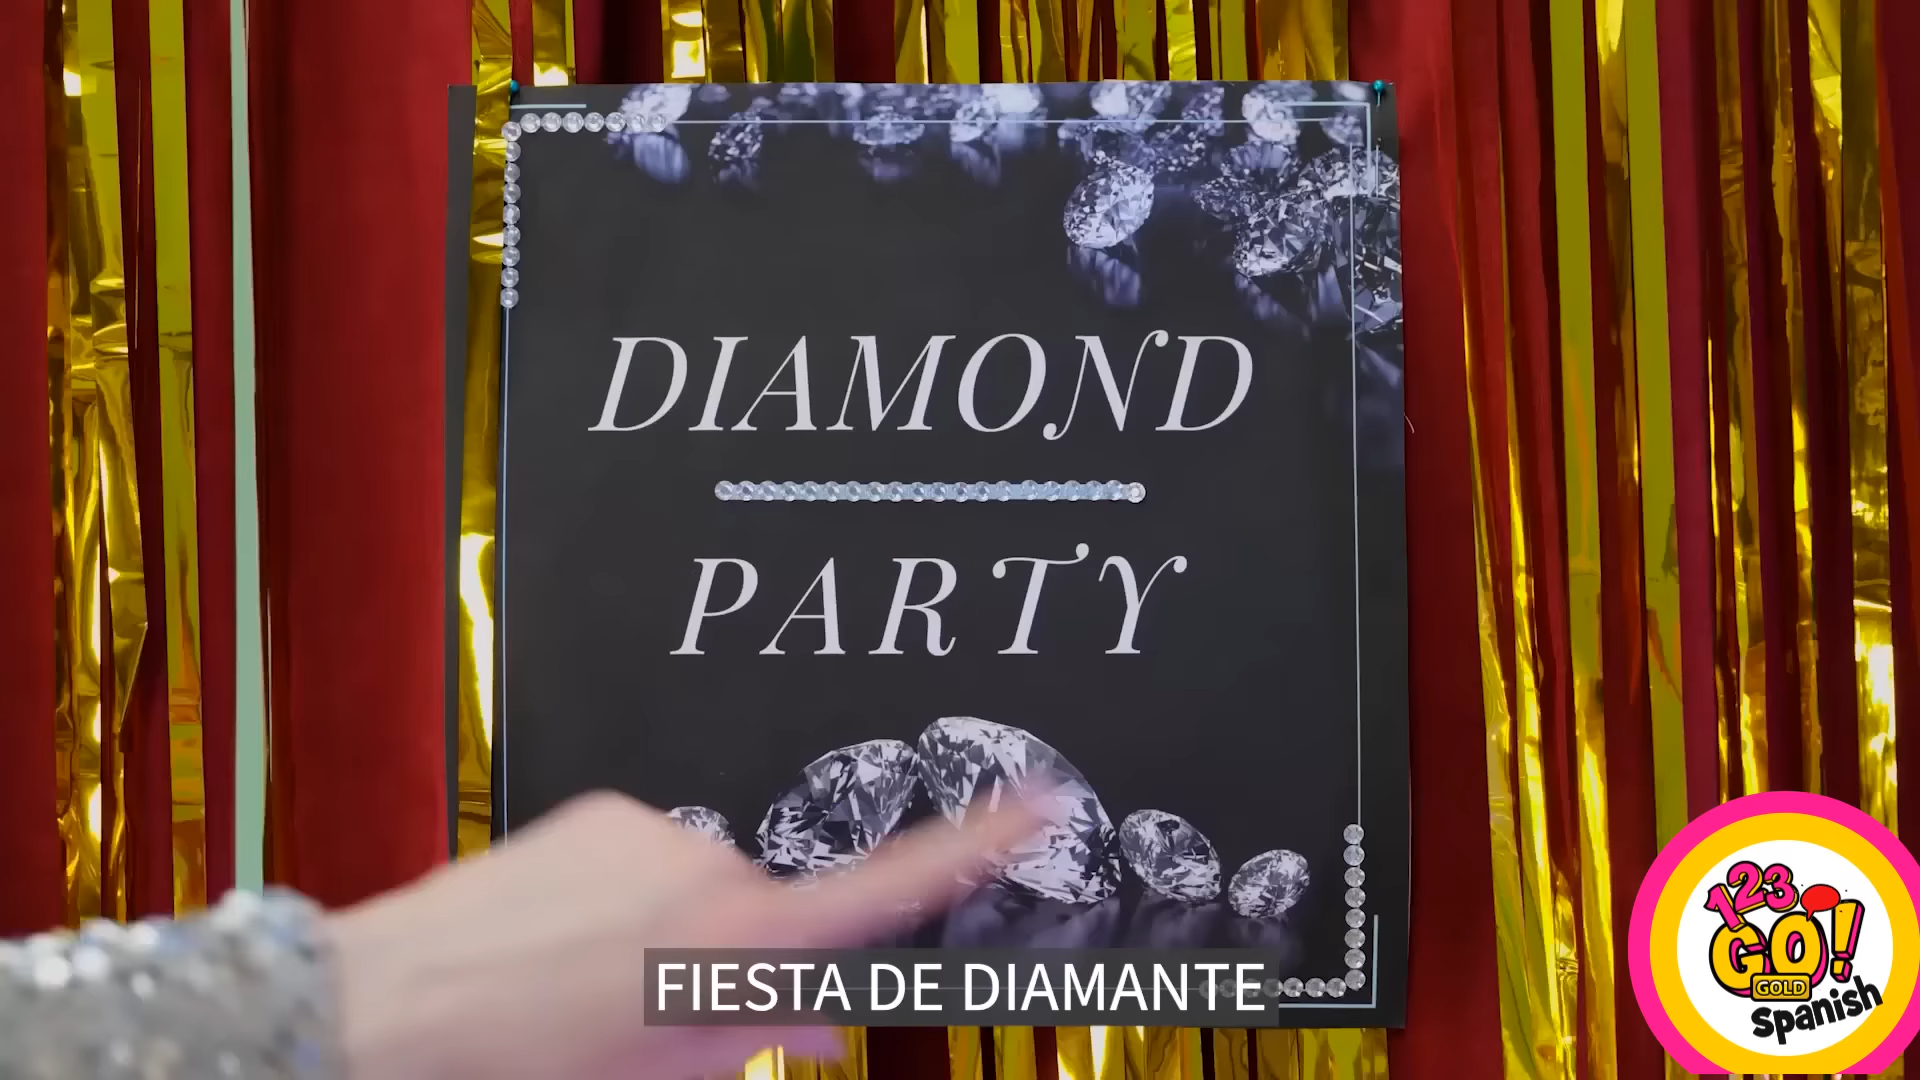 DIAMOND
PARTY
FIESTA DE DIAMANTE
123
GO!
GOLD
Spanish